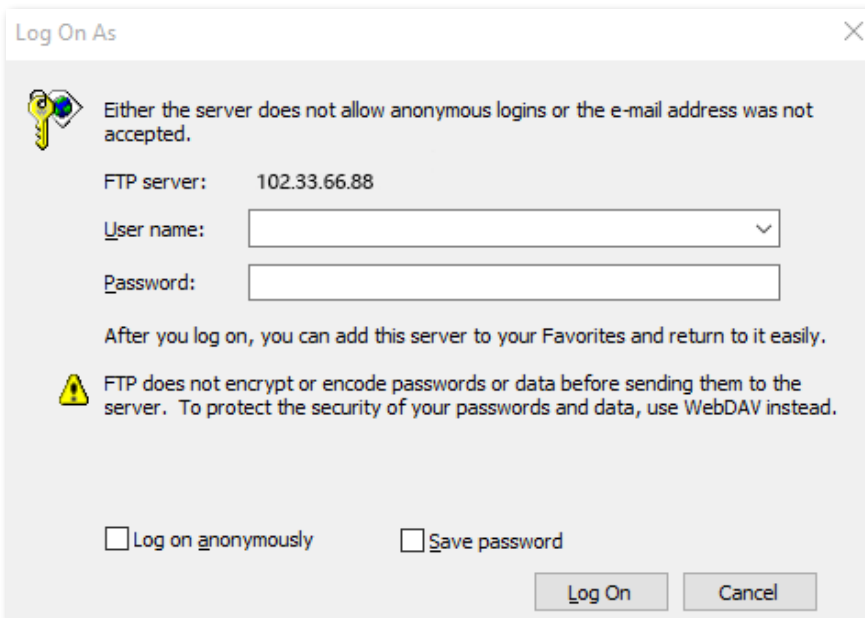 Log On As
Either the server does not allow anonymous logins or the e-mail address was not
accepted.
FTP server: 102.33.66.88
User name:
Password:
After you log on, you can add this server to your Favorites and return to it easily.
FTP does not encrypt or encode passwords or data before sending them to the
server.  To protect the security of your passwords and data, use WebDAV instead.
Log on anonymously Save password
Log On Cancel